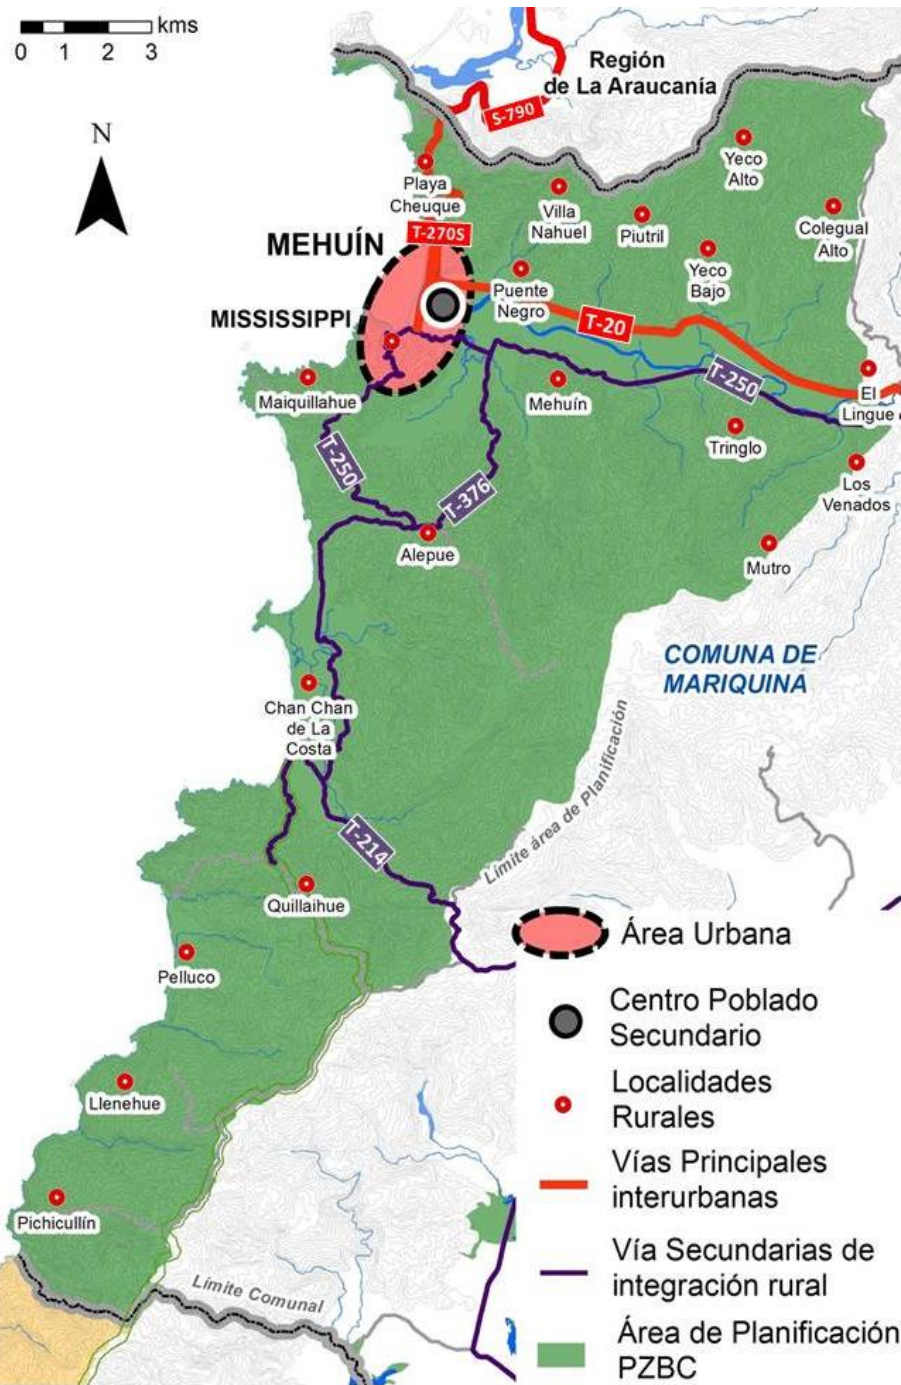 kms
0 1 2 3
N
Región
de La Araucanía
S-790
Playa
Cheuque
Villa
Nahuel
Piutril
Yeco
Alto
Colegual
Alto
Yeco
Bajo
T-270S
MEHUÍN
Puente
Negro
MISSISSIPPI
T-20
T-250
El
Lingue
Maiquillahue
Mehuín
Tringlo
T-250
T-376
Los
Venados
Alepue
Mutro
COMUNA DE
MARIQUINA
Chan Chan
de La
Costa
Límite área de Planificación
T-214
Quillaihue
Pelluco
Llenehue
Pichicullín
Límite Comunal
Área Urbana
Centro Poblado
Secundario
Localidades
Rurales
Vías Principales
interurbanas
Vía Secundarias de
integración rural
Área de Planificación
PZBC